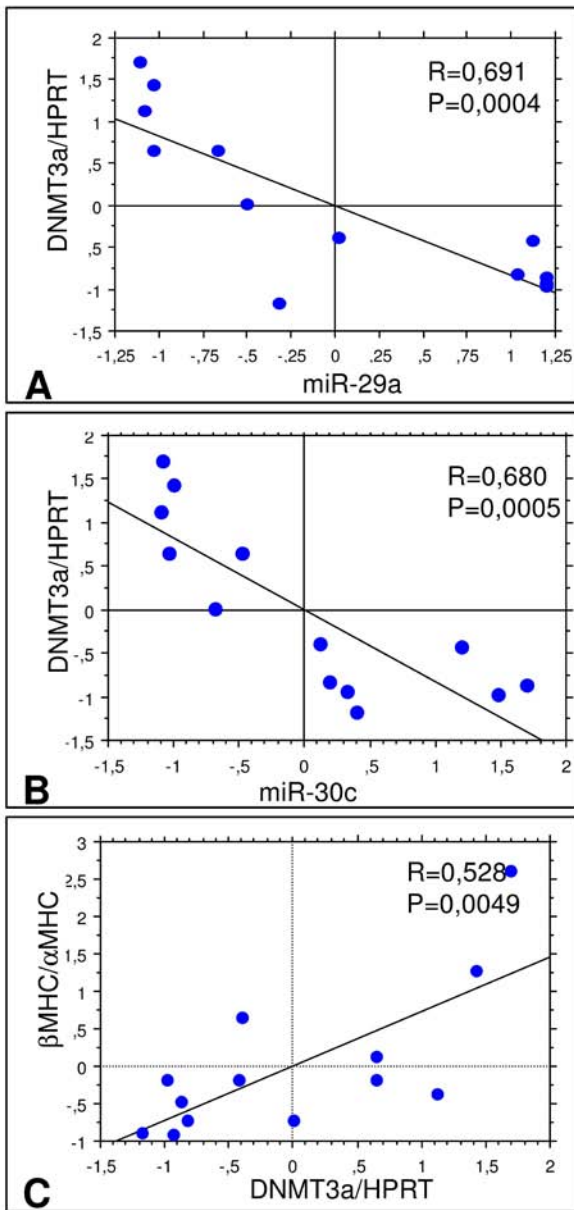 2
1,5
1
,5
0
-,5
-1
-1,5
DNMT3a/HPRT
R=0,691
P=0,0004
-1,25 -1 -,75 -,5 -,25 0 ,25 ,5 ,75 1 1,25
miR-29a
A
2
1,5
1
,5
0
-,5
-1
-1,5
DNMT3a/HPRT
R=0,680
P=0,0005
-1,5 -1 -,5 0 ,5 1 1,5 2
miR-30c
B
3
2,5
2
1,5
1
,5
0
-,5
-1
βMHC/αMHC
R=0,528
P=0,0049
-1,5 -1 -,5 0 ,5 1 1,5 2
DNMT3a/HPRT
C